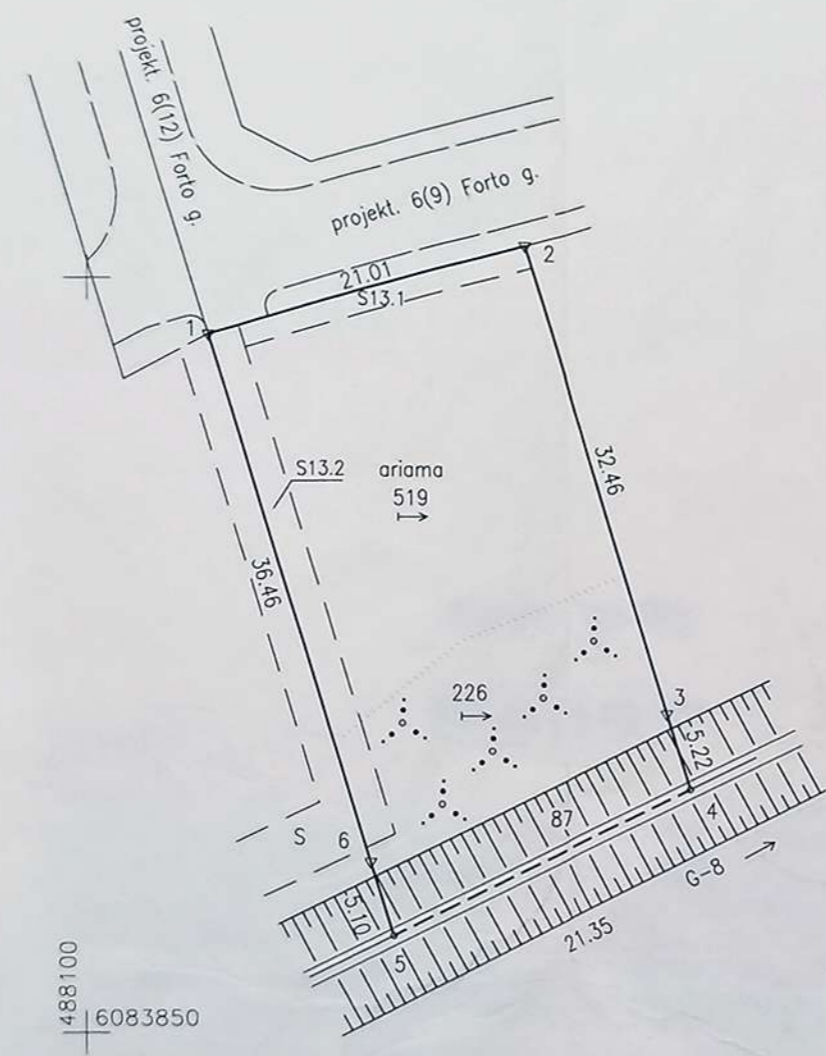 projekt. 6(12) Forto g.
projekt. 6(9) Forto g.
2
21.01
S13.1
1
S13.2
ariama
519
32.46
36.46
226
3
5.22
87
4
S
6
G-8
5.10
21.35
5
488100
6083850